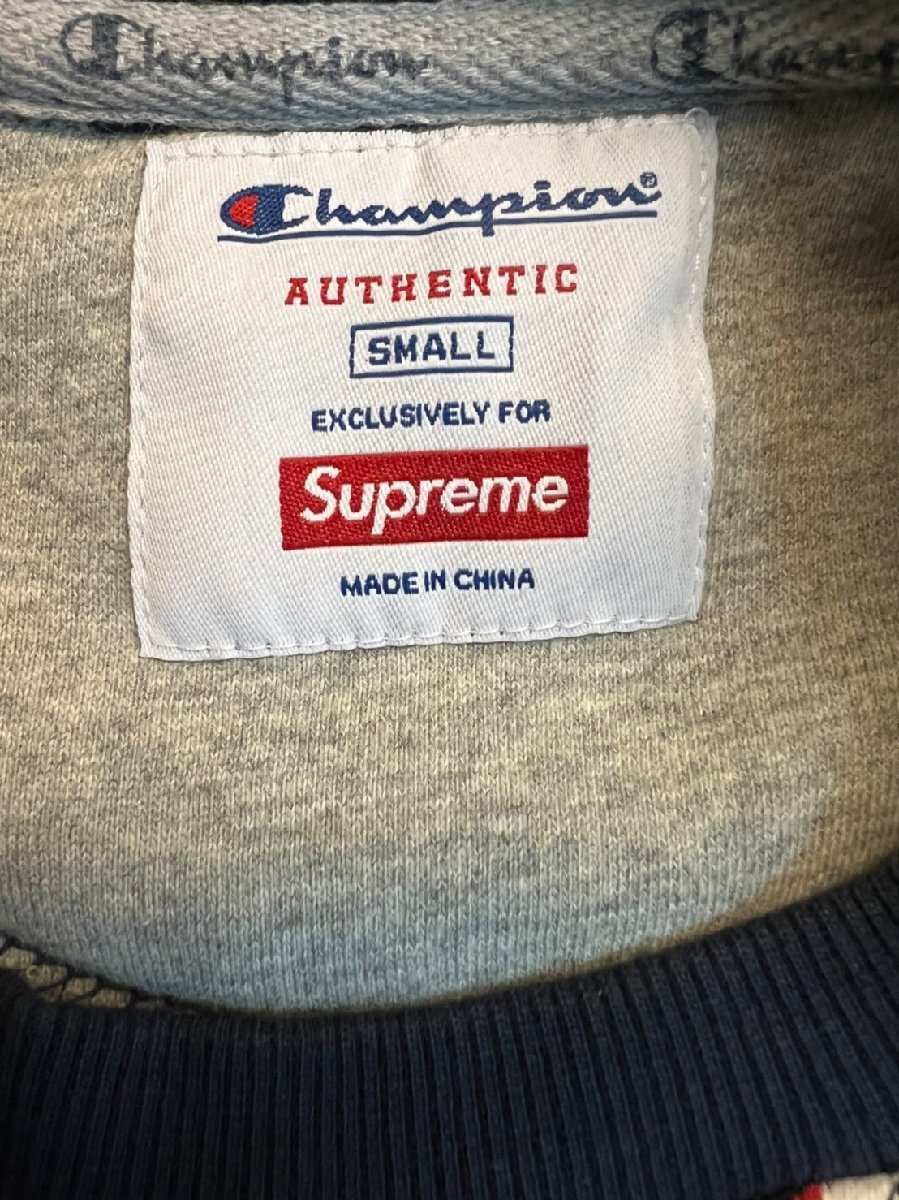 Champion Champion
Champion®
AUTHENTIC
SMALL
EXCLUSIVELY FOR
Supreme
MADE IN CHINA